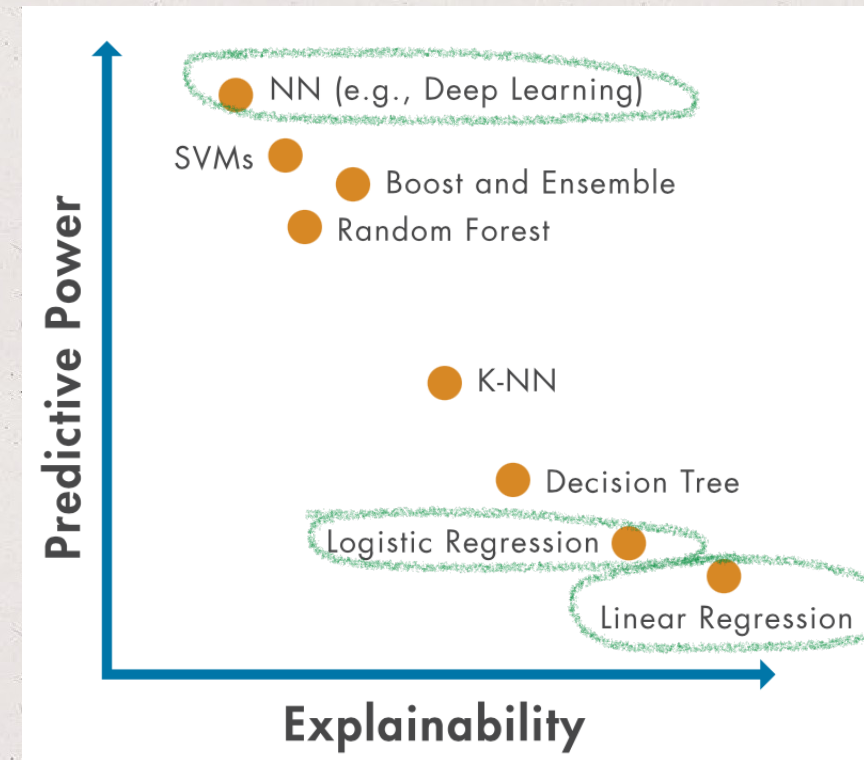 NN (e.g., Deep Learning)
SVMs
Boost and Ensemble
Random Forest
K-NN
Decision Tree
Logistic Regression
Linear Regression
Predictive Power
Explainability